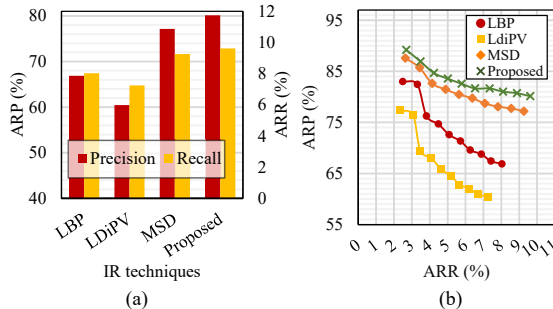 80
70
60
50
40
ARP (%)
12
10
8
6
4
2
0
ARR (%)
Precision
Recall
LBP
LDiPV
MSD
Proposed
IR techniques
(a)
95
85
75
65
55
ARP (%)
LBP
LdiPV
MSD
Proposed
0 1 2 3 4 5 6 7 8 9 10 11
ARR (%)
(b)